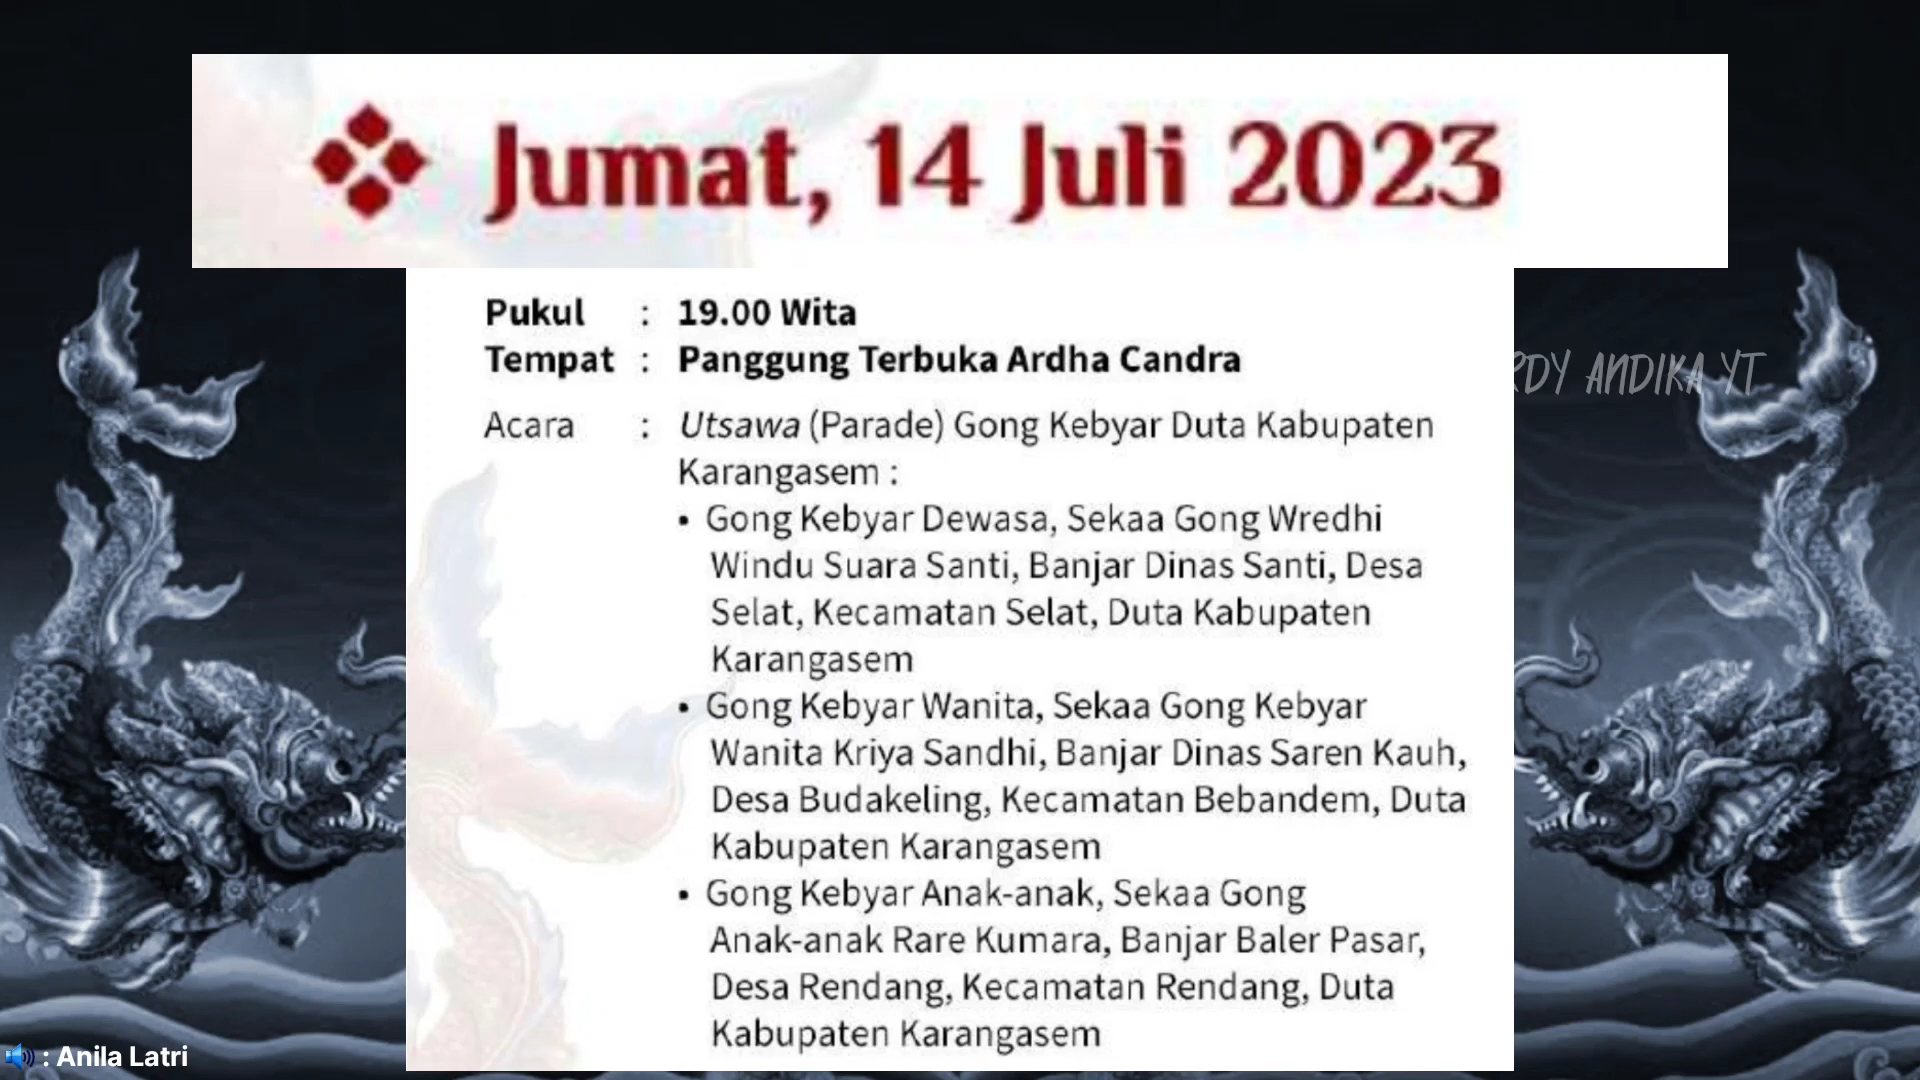 Jumat, 14 Juli 2023
Pukul : 19.00 Wita
Tempat : Panggung Terbuka Ardha Candra
Acara : Utsawa (Parade) Gong Kebyar Duta Kabupaten
Karangasem :
• Gong Kebyar Dewasa, Sekaa Gong Wredhi
Windu Suara Santi, Banjar Dinas Santi, Desa
Selat, Kecamatan Selat, Duta Kabupaten
Karangasem
• Gong Kebyar Wanita, Sekaa Gong Kebyar
Wanita Kriya Sandhi, Banjar Dinas Saren Kauh,
Desa Budakeling, Kecamatan Bebandem, Duta
Kabupaten Karangasem
• Gong Kebyar Anak-anak, Sekaa Gong
Anak-anak Rare Kumara, Banjar Baler Pasar,
Desa Rendang, Kecamatan Rendang, Duta
Kabupaten Karangasem
ANDIKA YT
: Anila Latri